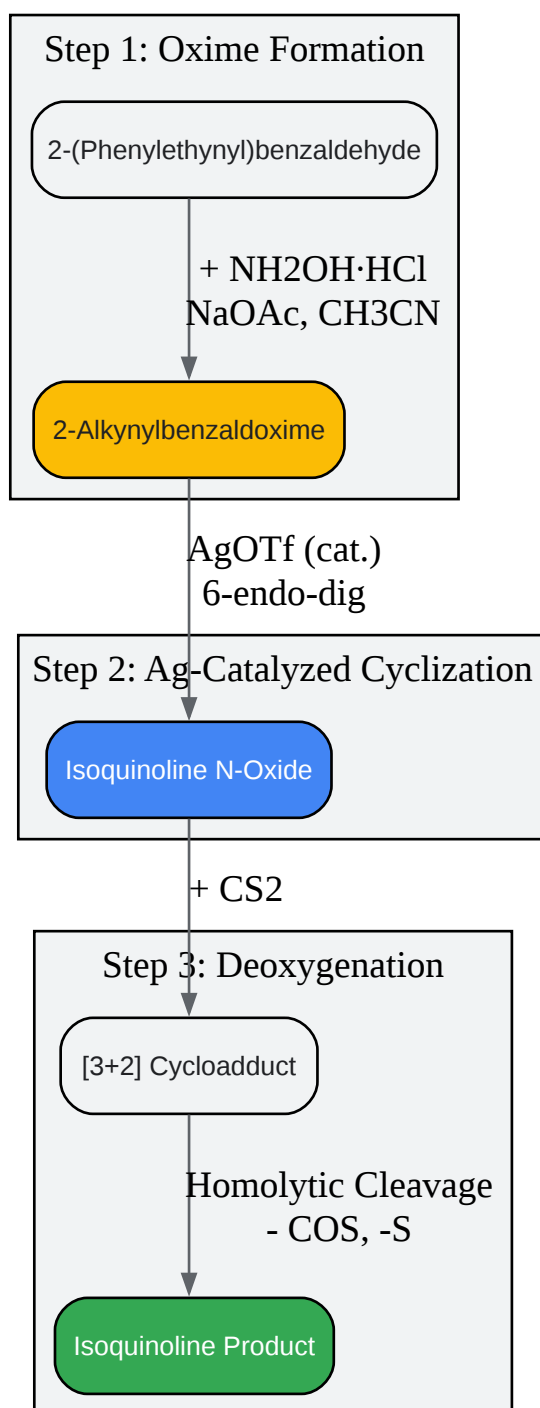 Step 1: Oxime Formation
2-(Phenylethynyl)benzaldehyde
+ NH2OH·HCl
NaOAc, CH3CN
2-Alkynylbenzaldoxime
AgOTf (cat.)
6-endo-dig
Step 2: Ag-Catalyzed Cyclization
Isoquinoline N-Oxide
+ CS2
Step 3: Deoxygenation
[3+2] Cycloadduct
Homolytic Cleavage
- COS, -S
Isoquinoline Product